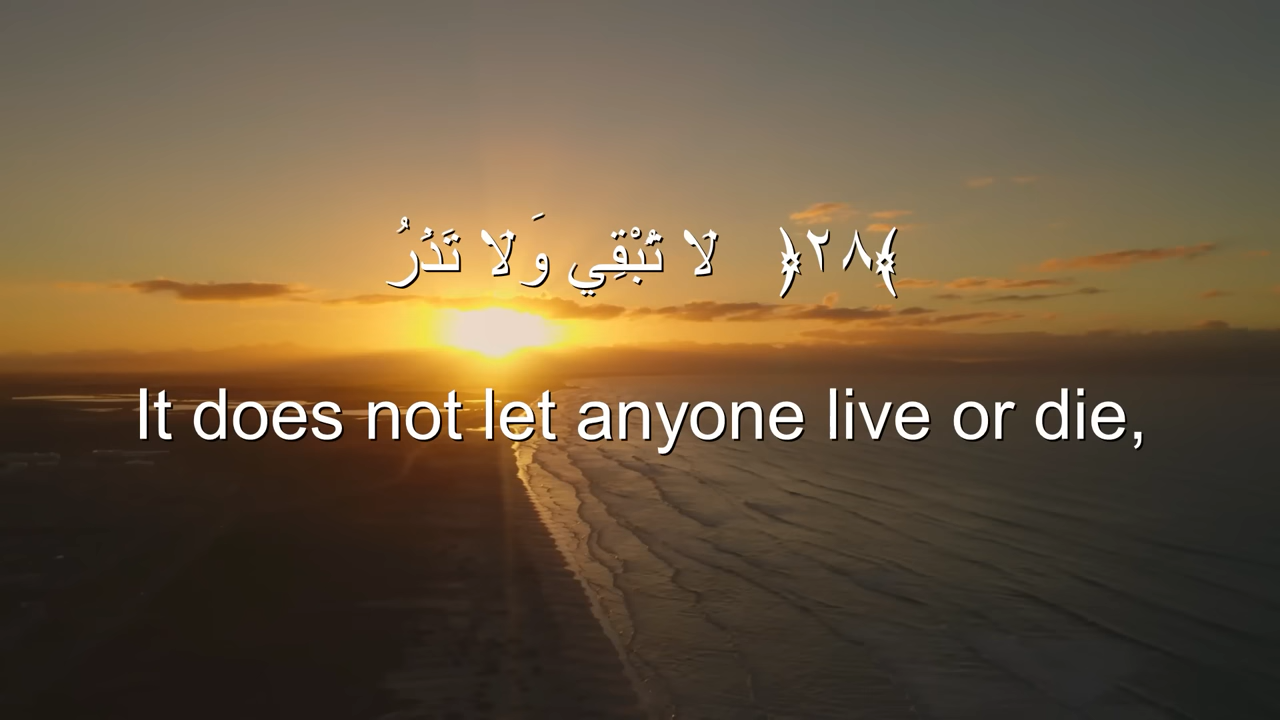 ﴿٢٨﴾ لَا تُبْقِي وَلَا تَذَرُ
It does not let anyone live or die,